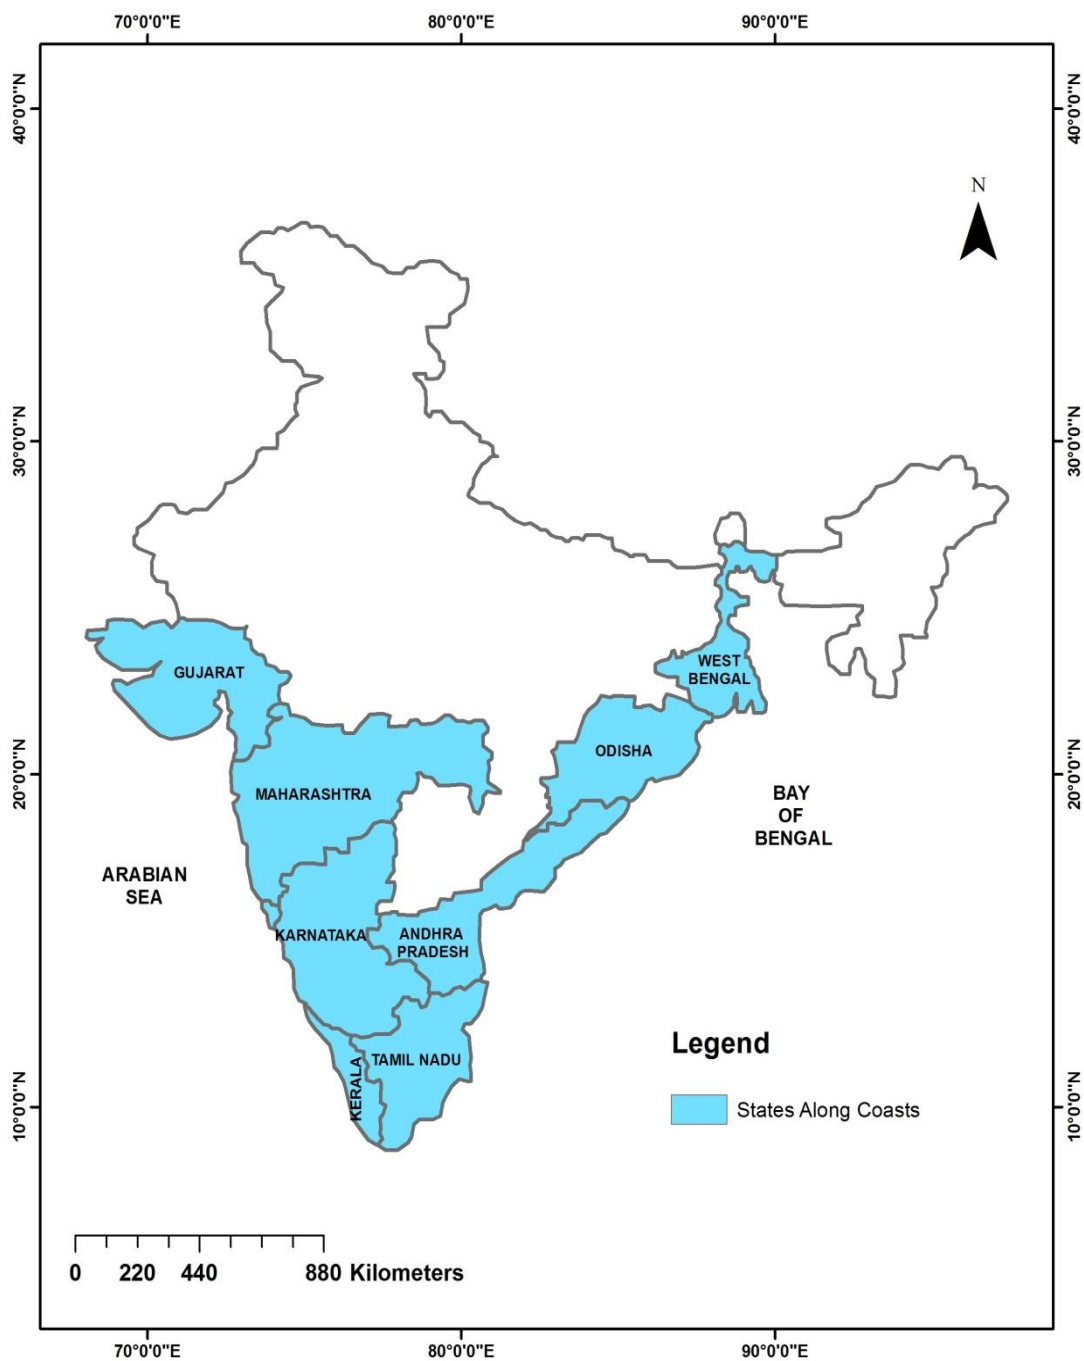 70°0'0"E 80°0'0"E 90°0'0"E
40°0'0"N 40°0'0"N
N
30°0'0"N 30°0'0"N
GUJARAT
WEST
BENGAL
ODISHA
20°0'0"N 20°0'0"N
MAHARASHTRA
BAY
OF
BENGAL
ARABIAN
SEA
KARNATAKA
ANDHRA
PRADESH
Legend
TAMIL NADU
KERALA
States Along Coasts
10°0'0"N 10°0'0"N
0 220 440 880 Kilometers
70°0'0"E 80°0'0"E 90°0'0"E